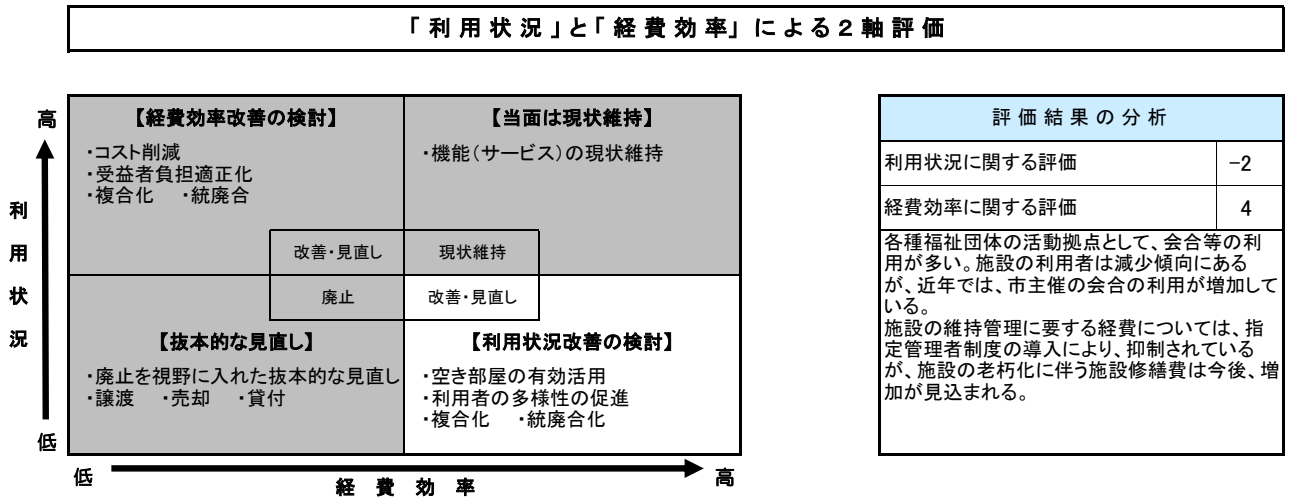 「利用状況」と「経費効率」による２軸評価
高
利用状況
低
【経費効率改善の検討】
・コスト削減
・受益者負担適正化
・複合化　・統廃合
【当面は現状維持】
・機能（サービス）の現状維持
改善・見直し
現状維持
廃止
改善・見直し
【抜本的な見直し】
・廃止を視野に入れた抜本的な見直し
・譲渡　・売却　・貸付
【利用状況改善の検討】
・空き部屋の有効活用
・利用者の多様性の促進
・複合化　・統廃合化
低
経費効率
高
評価結果の分析
利用状況に関する評価　-2
経費効率に関する評価　4
各種福祉団体の活動拠点として、会合等の利
用が多い。施設の利用者は減少傾向にある
が、近年では、市主催の会合の利用が増加して
いる。
施設の維持管理に要する経費については、指
定管理者制度の導入により、抑制されている
が、施設の老朽化に伴う施設修繕費は今後、増
加が見込まれる。